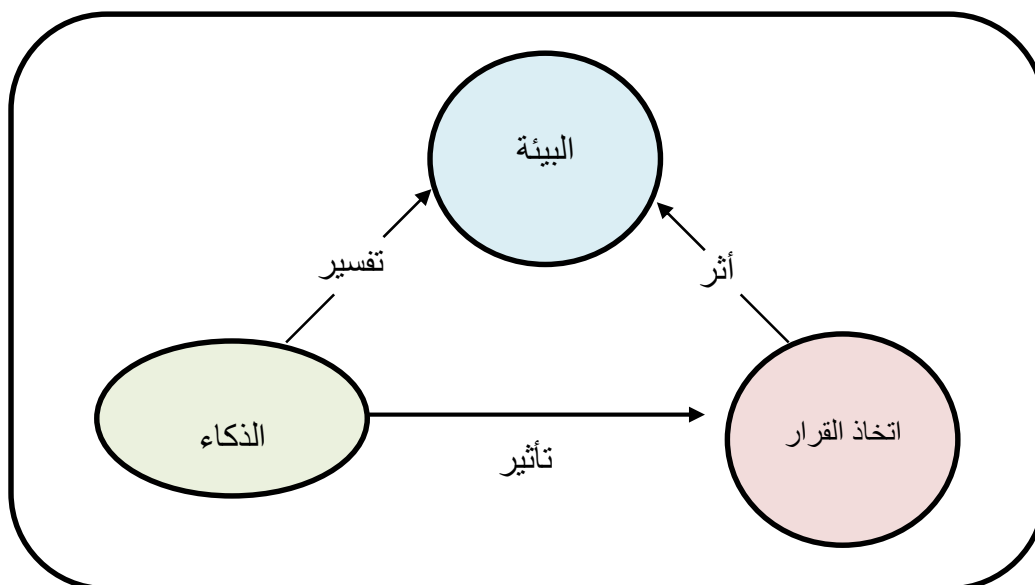 البيئة
أثر
تفسير
اتخاذ القرار
الذكاء
تأثير